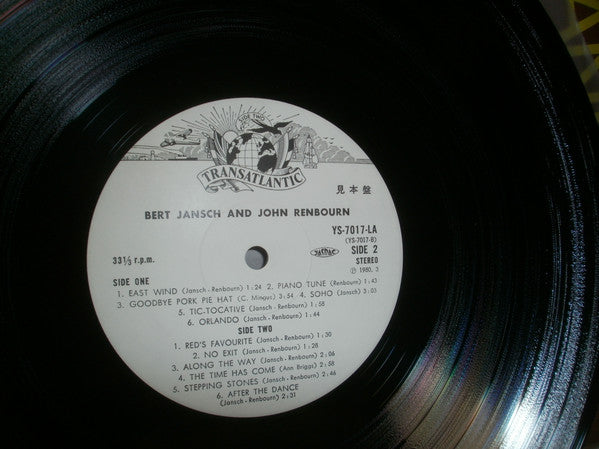 SIDE TWO
TRANSATLANTIC
見本盤
BERT JANSCH AND JOHN RENBOURN
YS-7017-LA
(YS-7017-B)
33⅓ r.p.m.
SIDE 2
STEREO
Ⓟ 1980, 3
SIDE ONE
1. EAST WIND (Jansch - Renbourn) 1:24 2. PIANO TUNE (Renbourn) 1:43
3. GOODBYE PORK PIE HAT (C. Mingus) 3:54 4. SOHO (Jansch) 3:03
5. TIC-TOCATIVE (Jansch - Renbourn) 1:58
6. ORLANDO (Jansch - Renbourn) 1:44
SIDE TWO
1. RED'S FAVOURITE (Jansch - Renbourn) 1:30
2. NO EXIT (Jansch - Renbourn) 1:28
3. ALONG THE WAY (Jansch - Renbourn) 2:06
4. THE TIME HAS COME (Ann Briggs) 2:58
5. STEPPING STONES (Jansch - Renbourn) 2:46
6. AFTER THE DANCE
(Jansch - Renbourn) 2:31